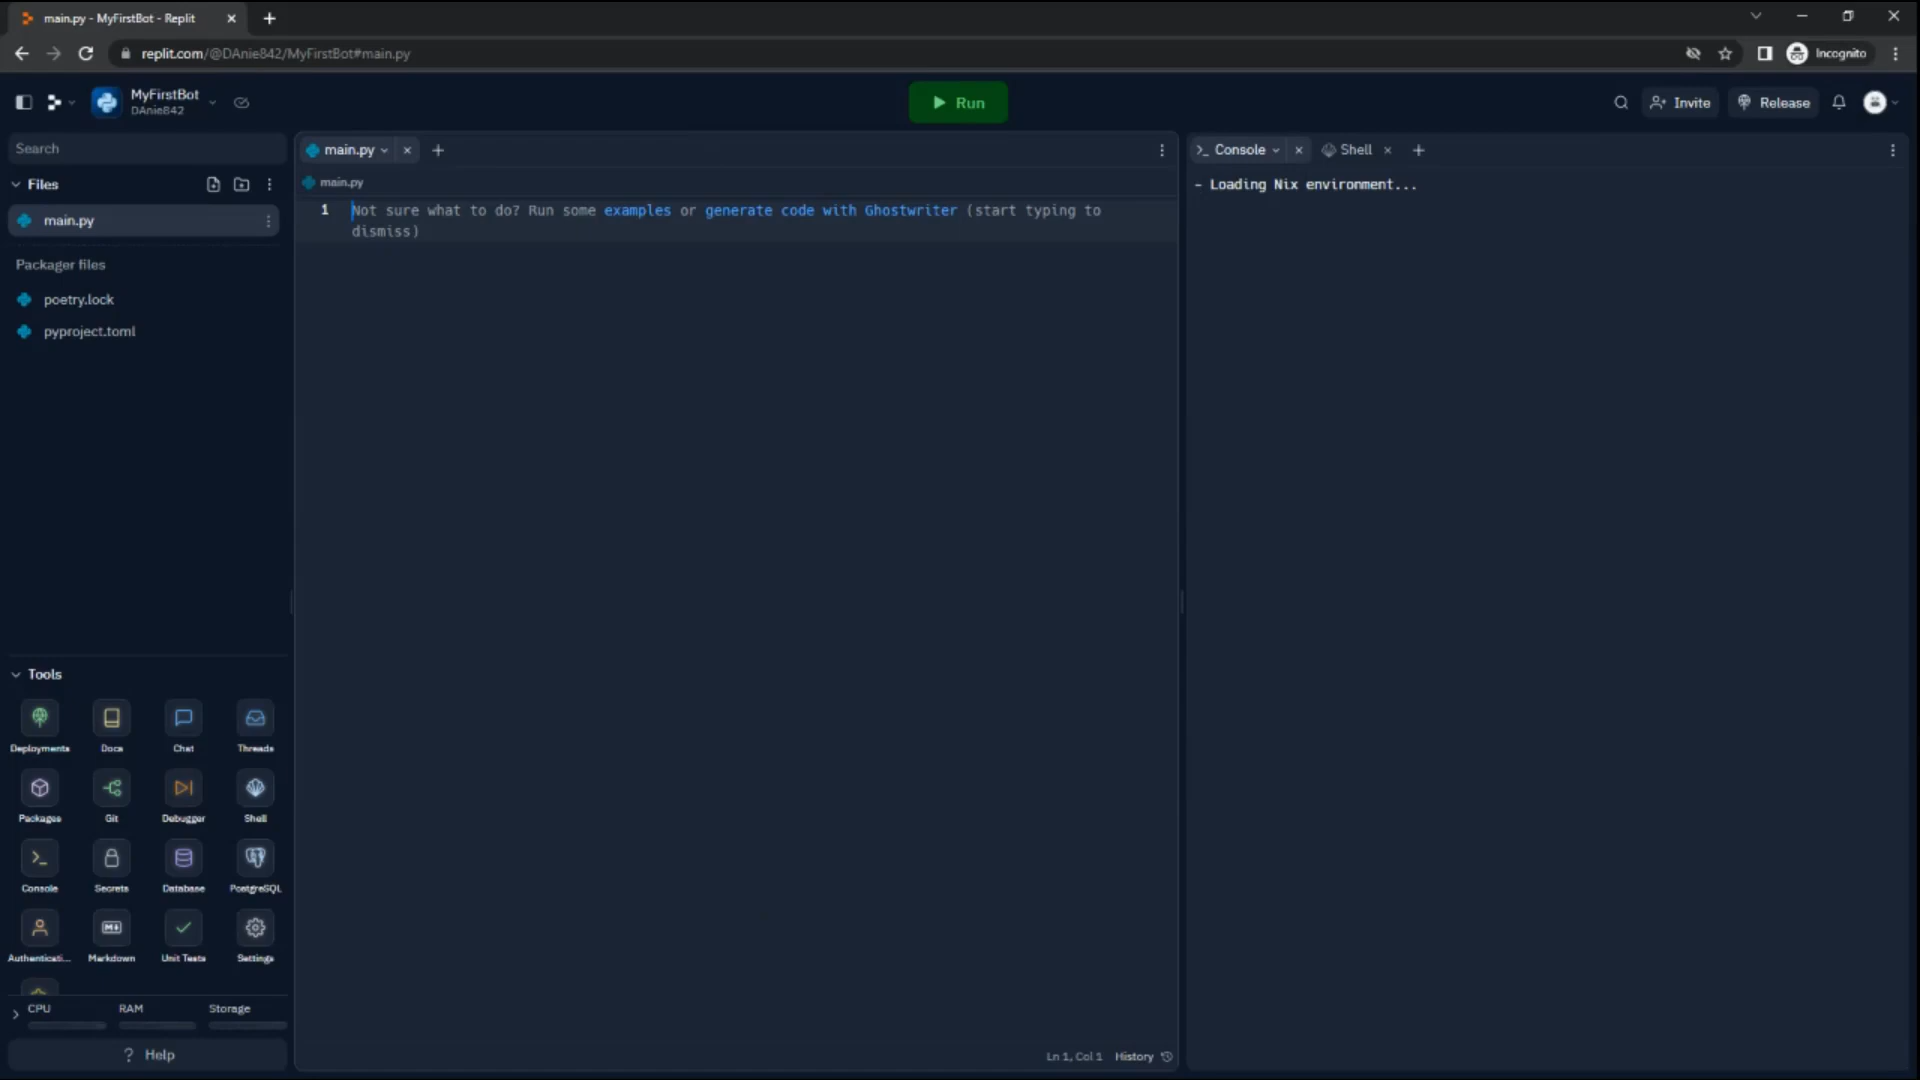 main.py - MyFirstBot - Replit
replit.com/@DAnie842/MyFirstBot#main.py
Incognito
MyFirstBot
DAnie842
Run
Invite
Release
Search
Files
main.py
Packager files
poetry.lock
pyproject.toml
main.py
main.py
1 Not sure what to do? Run some examples or generate code with Ghostwriter (start typing to
dismiss)
Console
Shell
- Loading Nix environment...
Tools
Deployments
Docs
Chat
Threads
Packages
Git
Debugger
Shell
Console
Secrets
Database
PostgreSQL
Authenticati...
Markdown
Unit Tests
Settings
CPU
RAM
Storage
? Help
Ln 1, Col 1
History